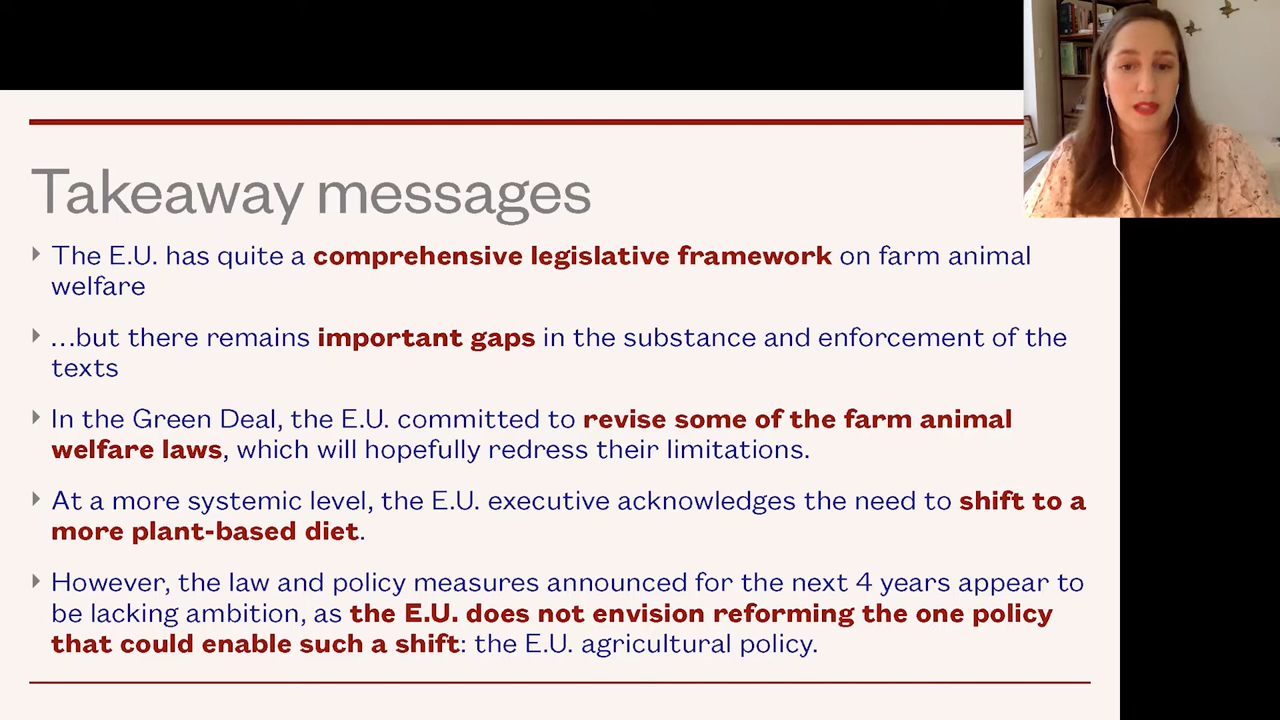 Takeaway messages
The E.U. has quite a comprehensive legislative framework on farm animal
welfare
...but there remains important gaps in the substance and enforcement of the
texts
In the Green Deal, the E.U. committed to revise some of the farm animal
welfare laws, which will hopefully redress their limitations.
At a more systemic level, the E.U. executive acknowledges the need to shift to a
more plant-based diet.
However, the law and policy measures announced for the next 4 years appear to
be lacking ambition, as the E.U. does not envision reforming the one policy
that could enable such a shift: the E.U. agricultural policy.